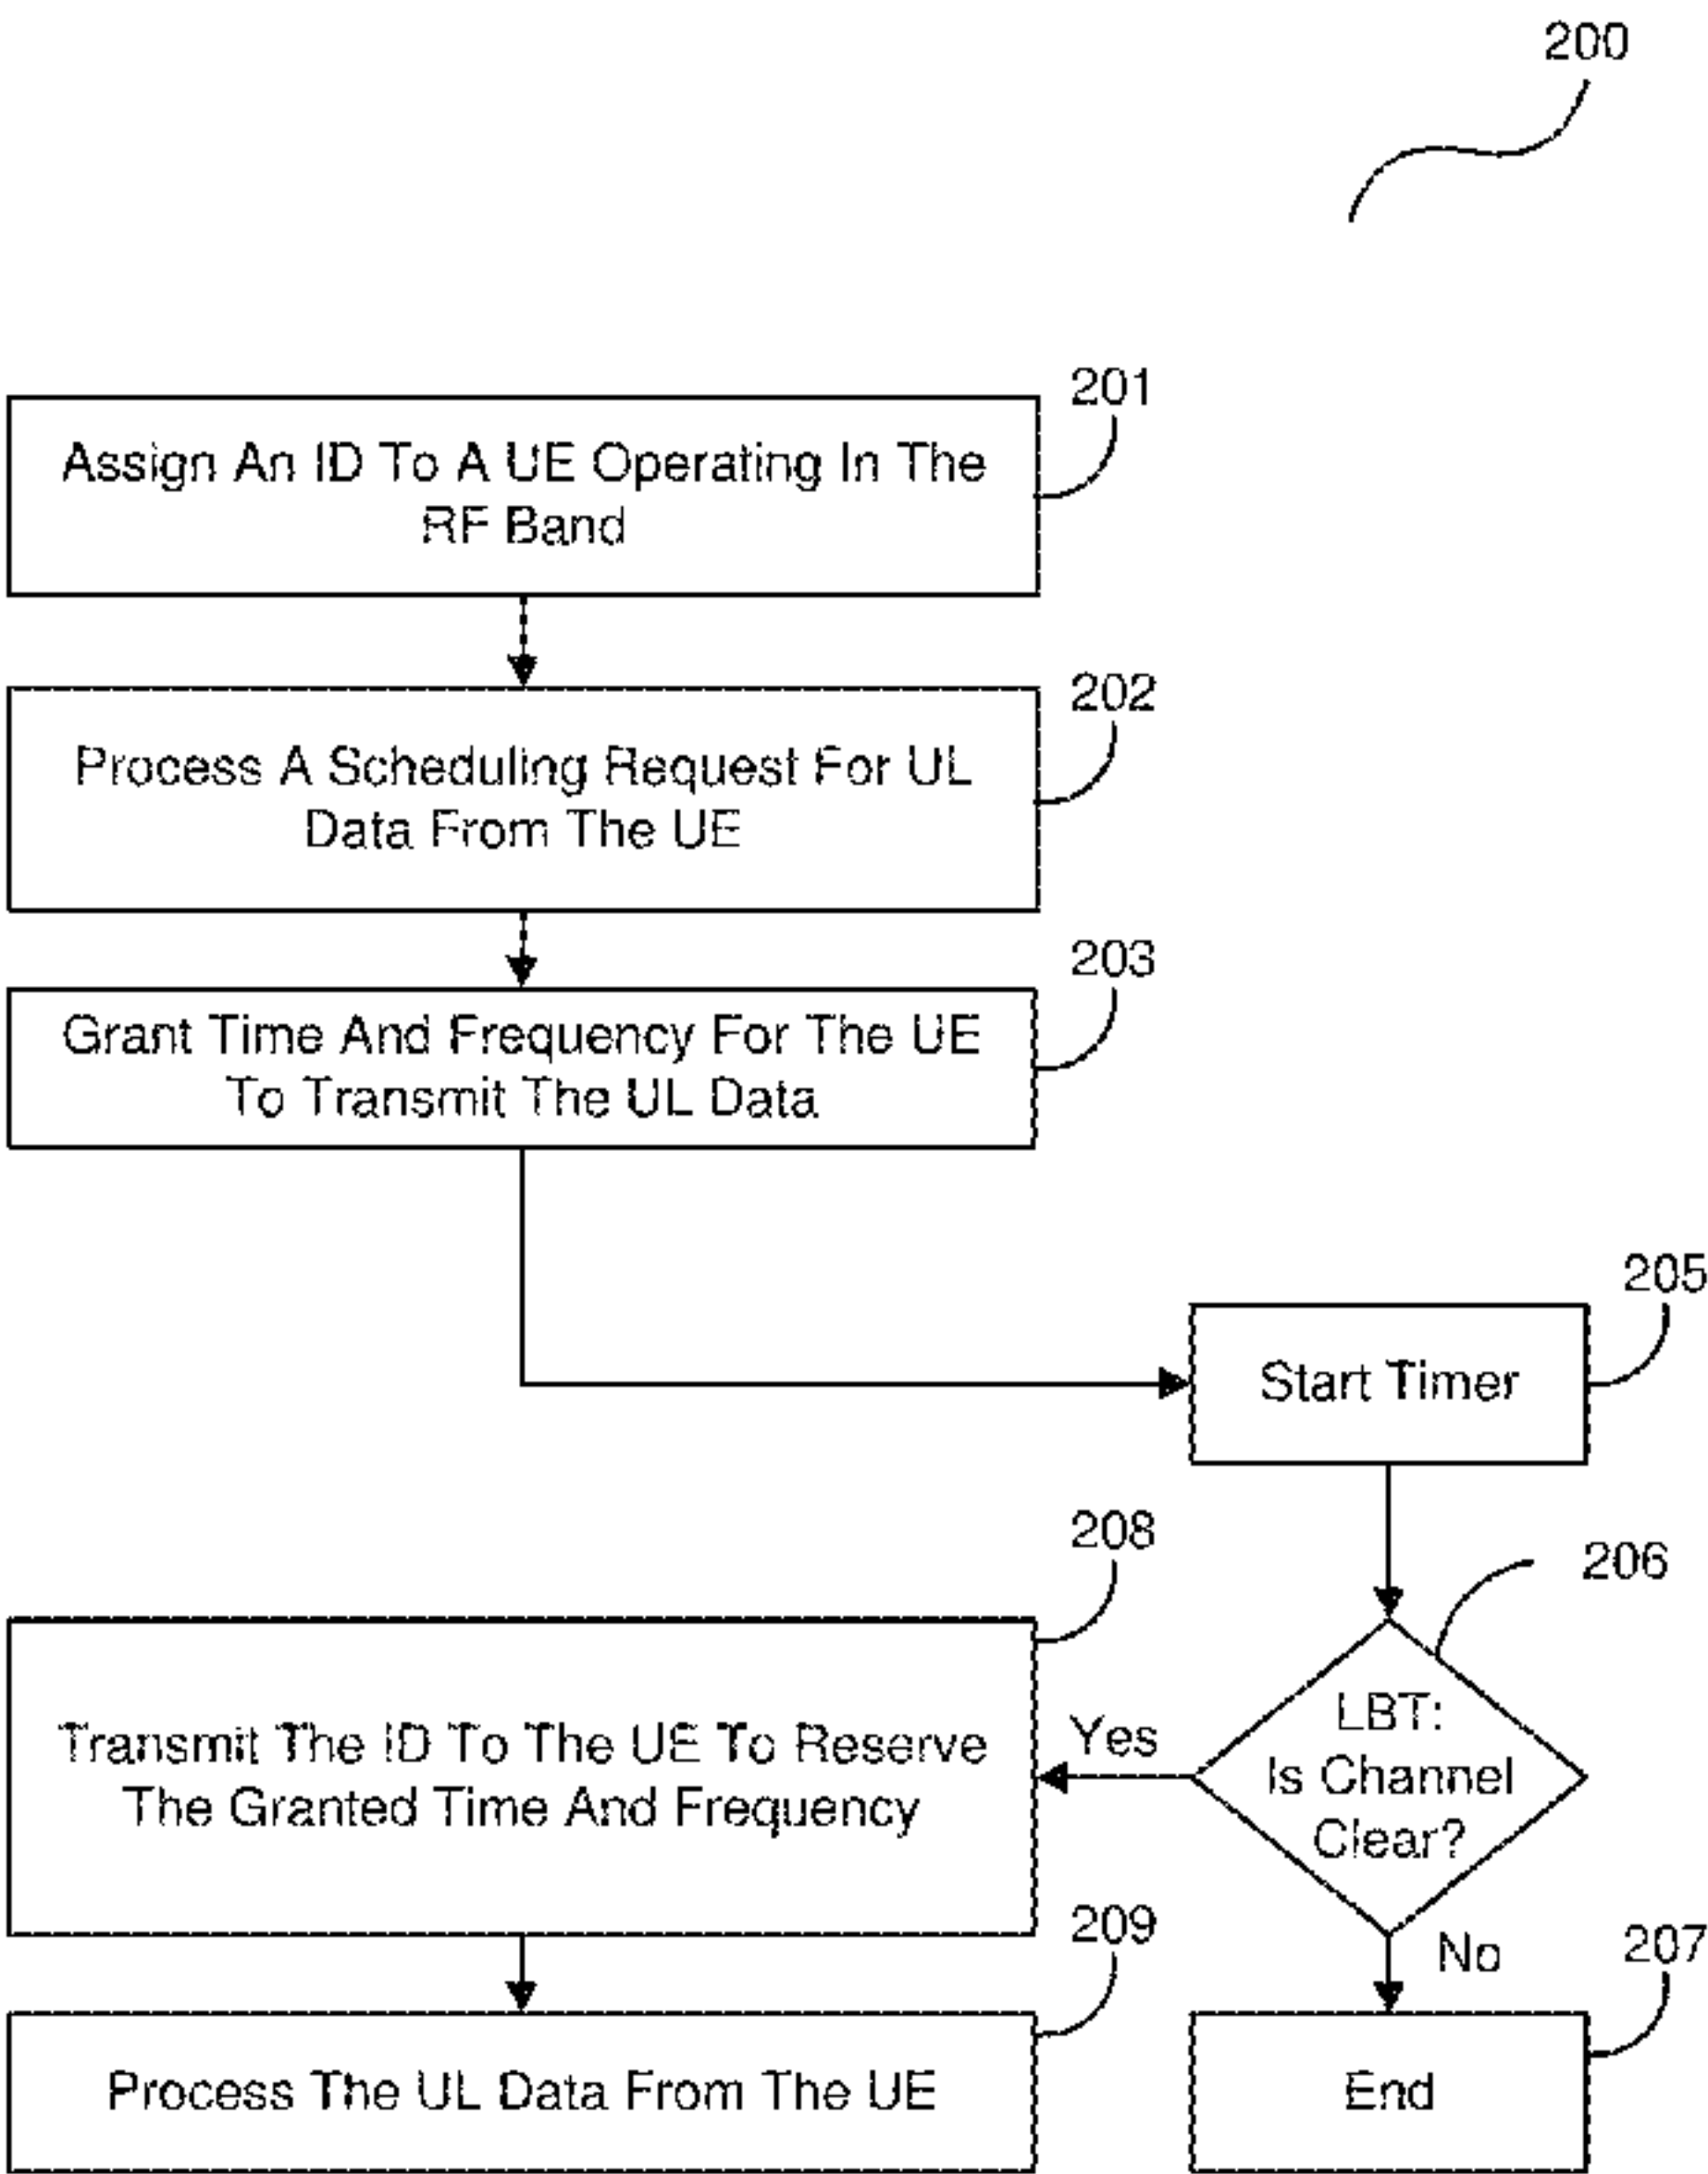 200
201
Assign An ID To A UE Operating In The
RF Band
202
Process A Scheduling Request For UL
Data From The UE
203
Grant Time And Frequency For The UE
To Transmit The UL Data
205
Start Timer
206
LBT:
Is Channel
Clear?
Yes
No
208
Transmit The ID To The UE To Reserve
The Granted Time And Frequency
209
Process The UL Data From The UE
207
End